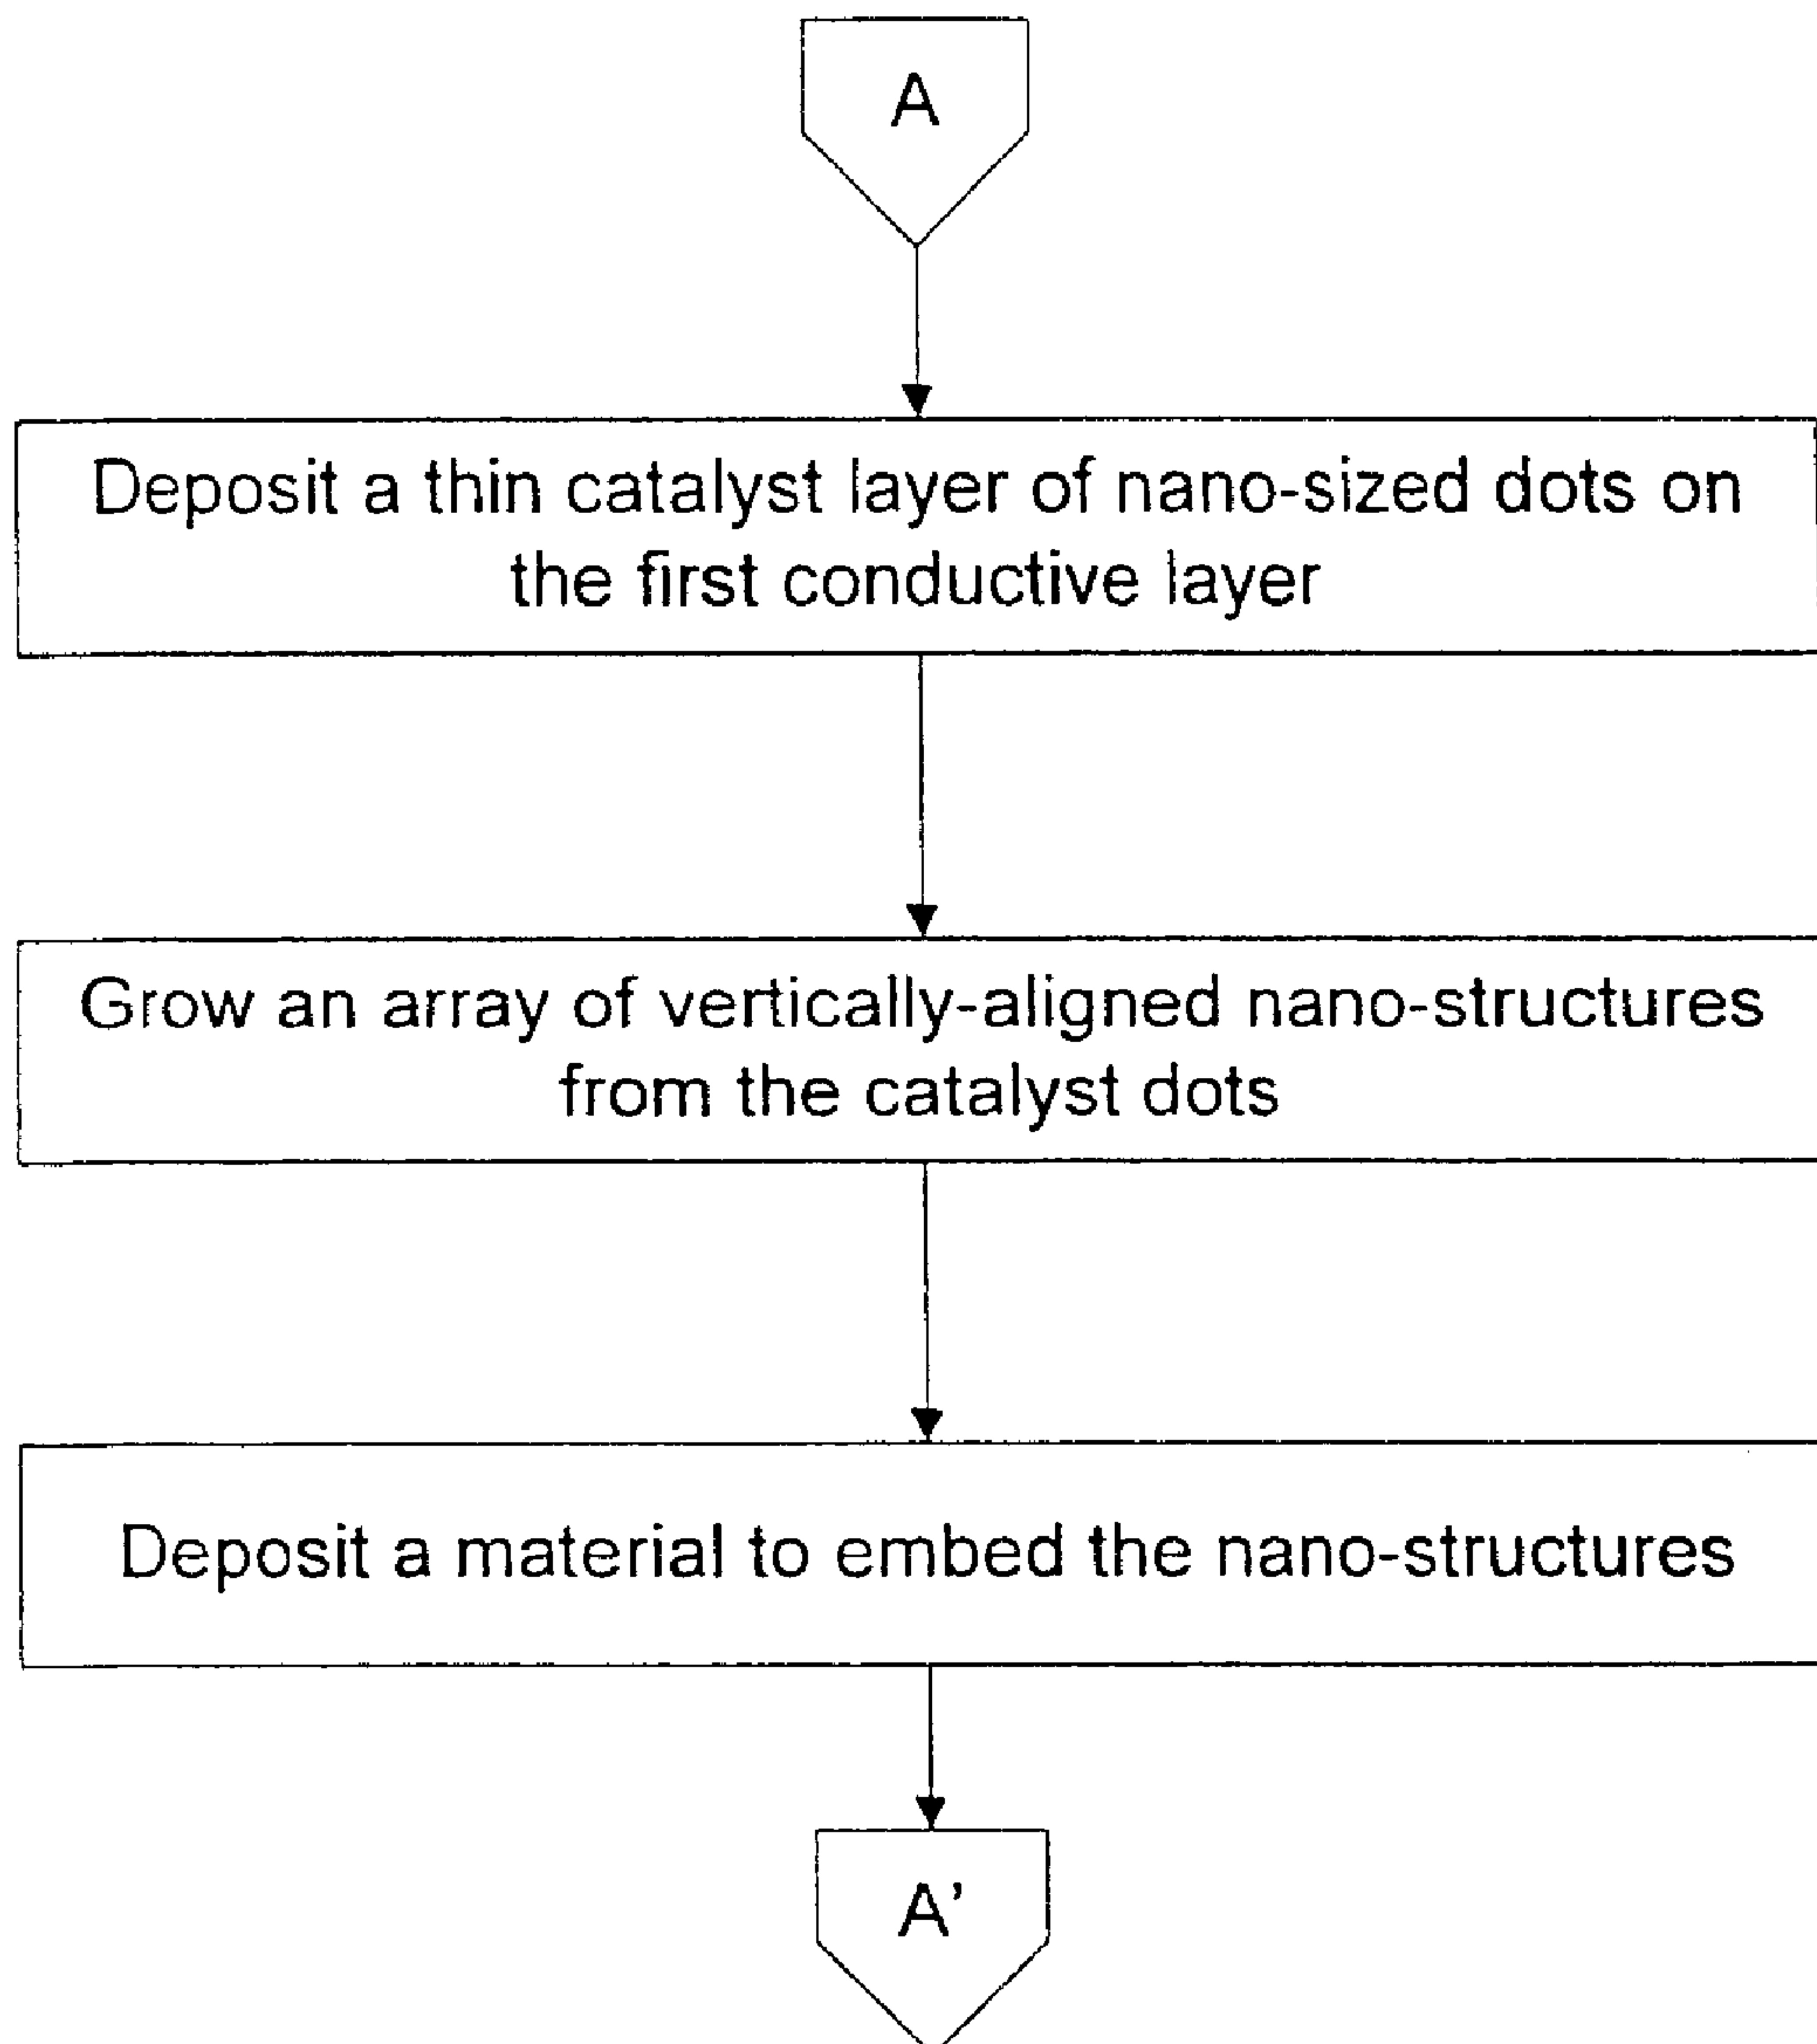 A
Deposit a thin catalyst layer of nano-sized dots on
the first conductive layer
Grow an array of vertically-aligned nano-structures
from the catalyst dots
Deposit a material to embed the nano-structures
A’